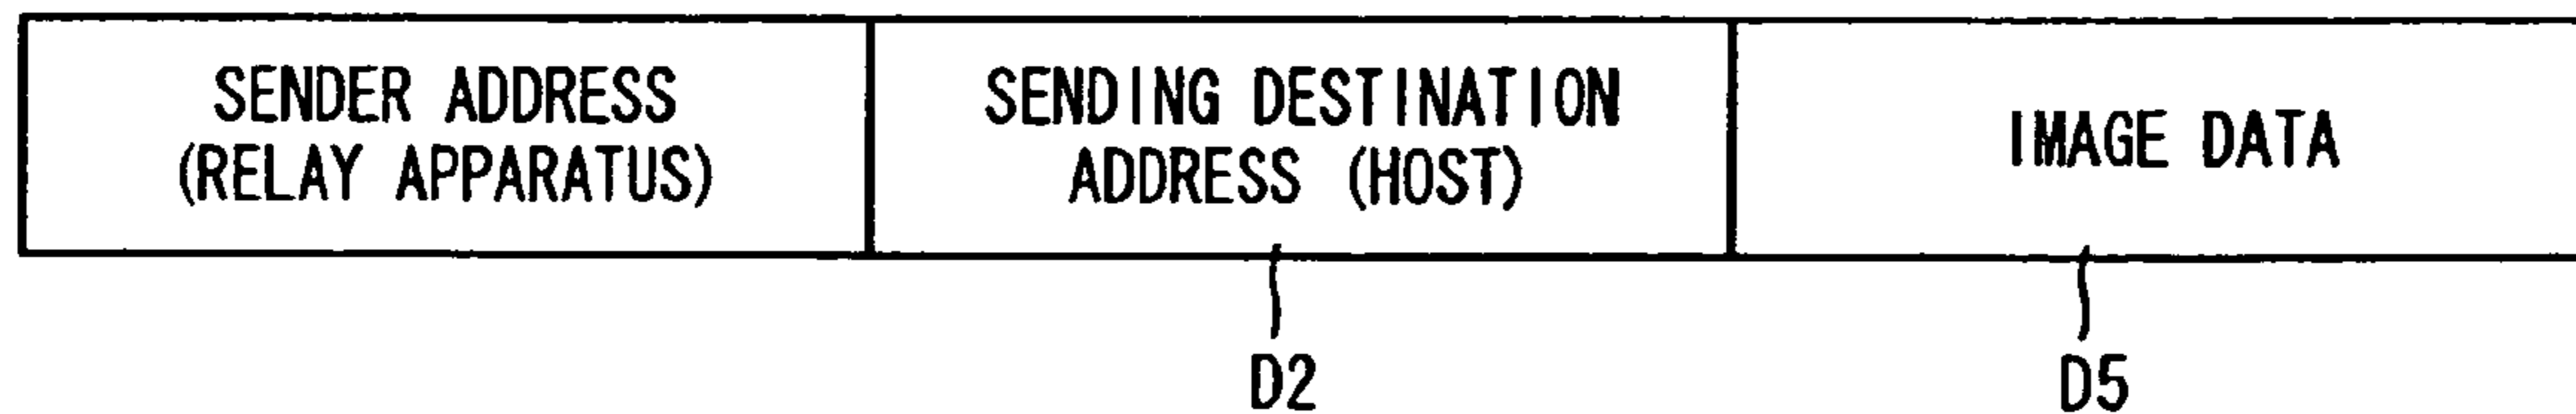 SENDER ADDRESS
(RELAY APPARATUS)
SENDING DESTINATION
ADDRESS (HOST)
IMAGE DATA
D2
D5